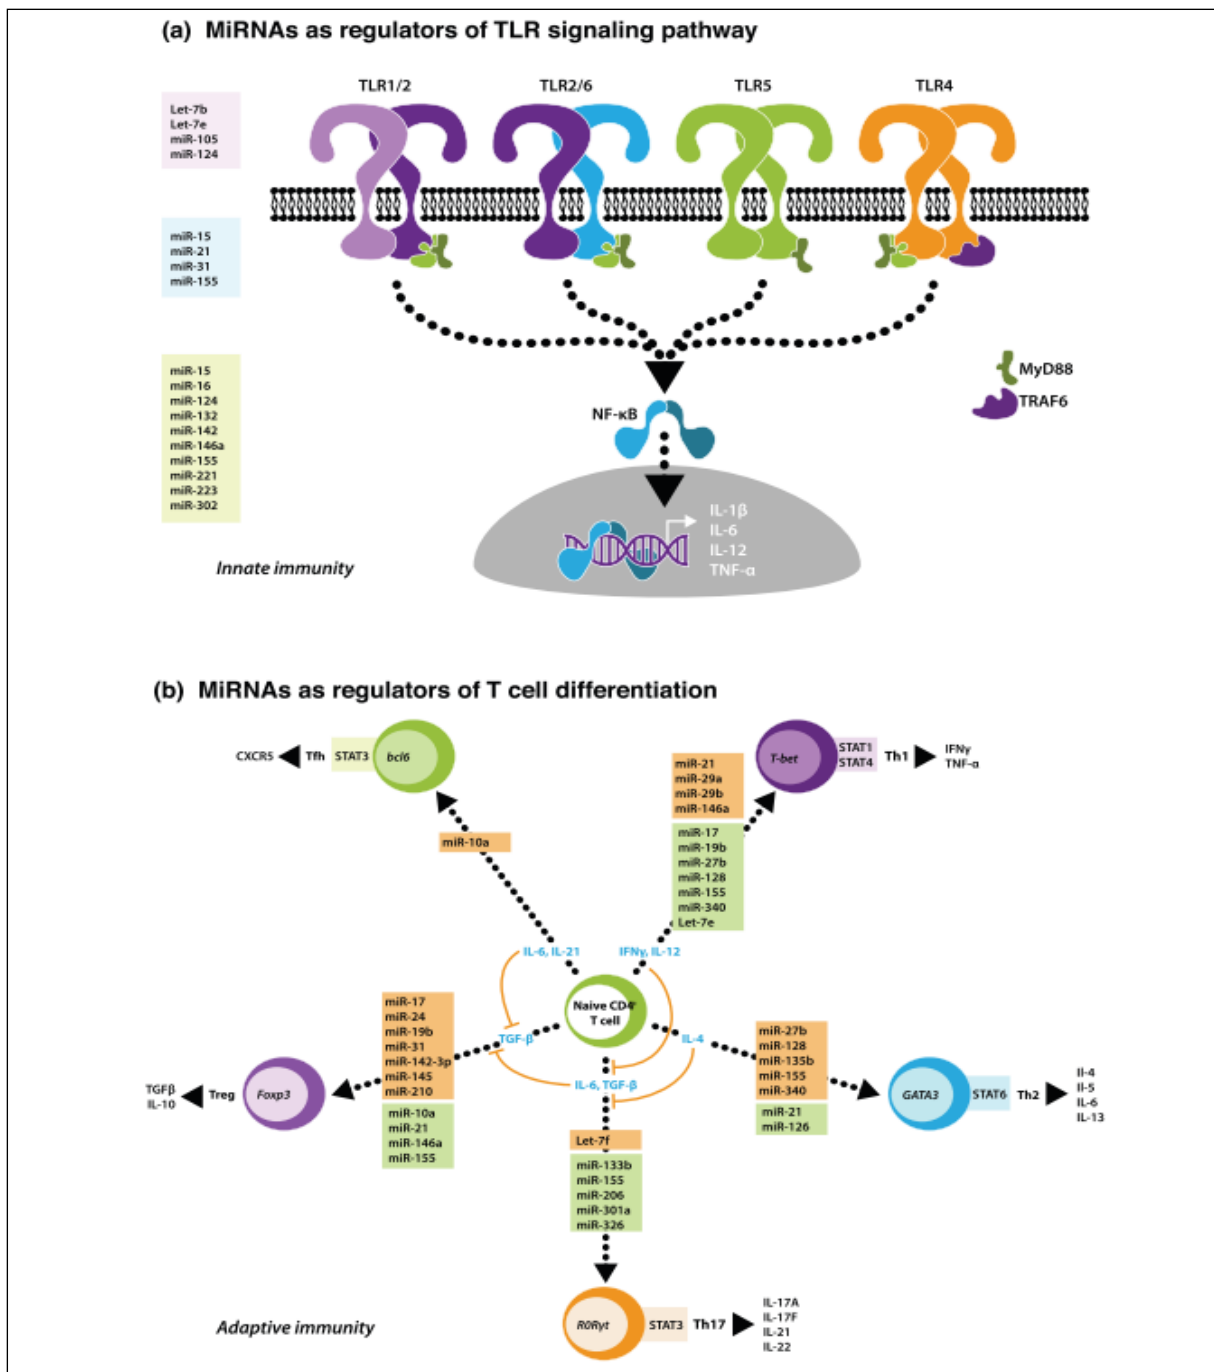 (a) MiRNAs as regulators of TLR signaling pathway
TLR1/2
TLR2/6
TLR5
TLR4
Let-7b
Let-7e
miR-105
miR-124
miR-15
miR-21
miR-31
miR-155
miR-15
miR-16
miR-124
miR-132
miR-142
miR-146a
miR-155
miR-221
miR-223
miR-302
MyD88
TRAF6
NF-κB
IL-1β
IL-6
IL-12
TNF-α
Innate immunity
(b) MiRNAs as regulators of T cell differentiation
CXCR5
Tfh
STAT3
bcl6
miR-10a
T-bet
STAT1
STAT4
Th1
IFNγ
TNF-α
miR-21
miR-29a
miR-29b
miR-146a
miR-17
miR-19b
miR-27b
miR-128
miR-155
miR-340
Let-7e
IL-6, IL-21
IFNγ, IL-12
Naive CD4+
T cell
TGF-β
IL-4
IL-6, TGF-β
miR-17
miR-24
miR-19b
miR-31
miR-142-3p
miR-145
miR-210
miR-10a
miR-21
miR-146a
miR-155
TGFβ
IL-10
Treg
Foxp3
miR-27b
miR-128
miR-135b
miR-155
miR-340
miR-21
miR-126
GATA3
STAT6
Th2
Il-4
Il-5
IL-6
IL-13
Let-7f
miR-133b
miR-155
miR-206
miR-301a
miR-326
RORγt
STAT3
Th17
IL-17A
IL-17F
IL-21
IL-22
Adaptive immunity